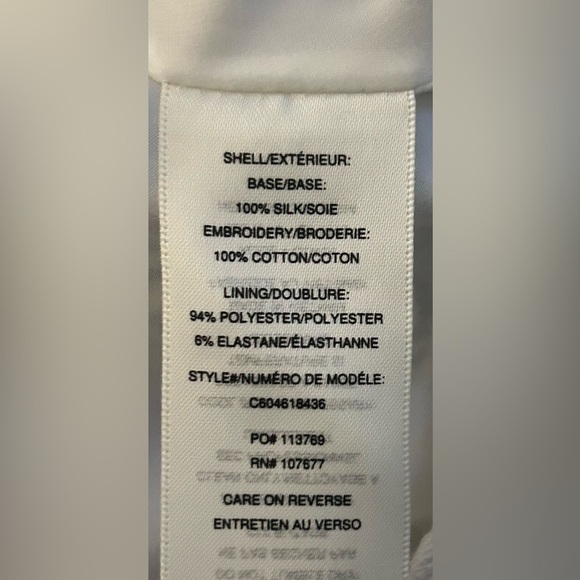 SHELL/EXTÉRIEUR:
BASE/BASE:
100% SILK/SOIE
EMBROIDERY/BRODERIE:
100% COTTON/COTON
LINING/DOUBLURE:
94% POLYESTER/POLYESTER
6% ELASTANE/ÉLASTHANNE
STYLE#/NUMÉRO DE MODÉLE:
C604618436
PO# 113769
RN# 107677
CARE ON REVERSE
ENTRETIEN AU VERSO